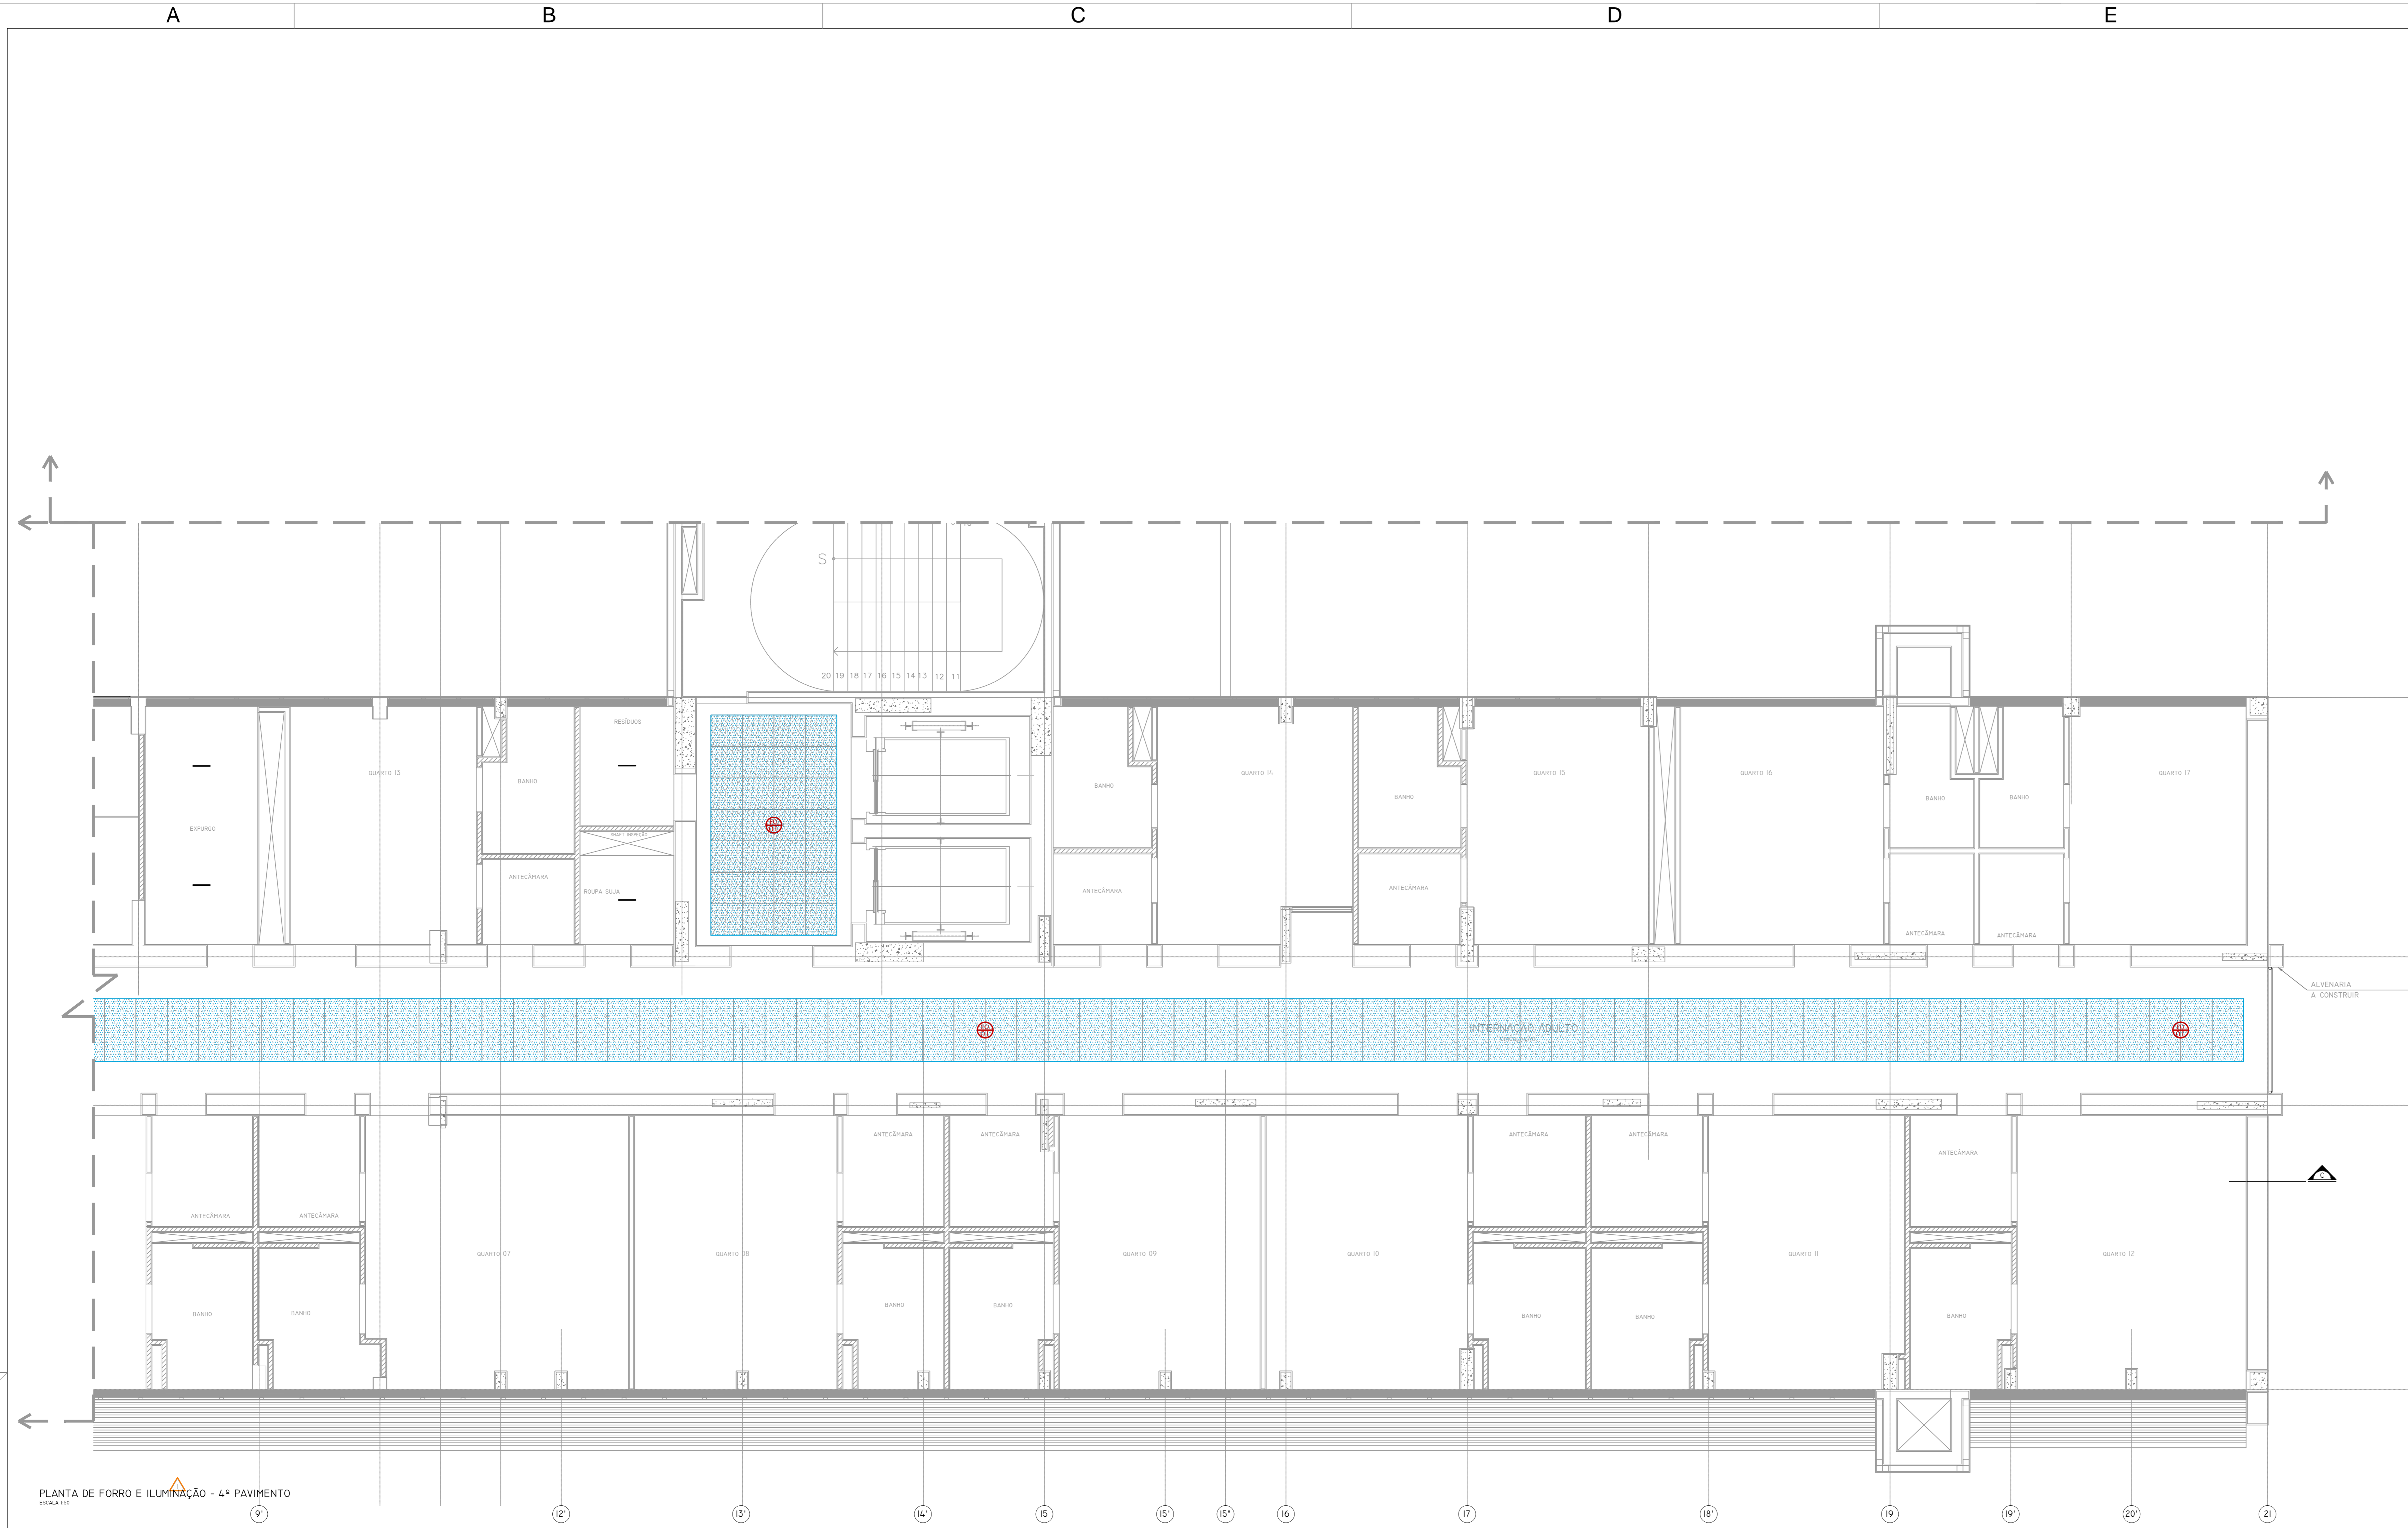 A B C D E
S
20 19 18 17 16 15 14 13 12 11
RESÍDUOS
QUARTO 13
BANHO
QUARTO 14
QUARTO 15
QUARTO 16
QUARTO 17
BANHO
BANHO
BANHO
BANHO
EXPURGO
SHAFT INSPEÇÃO
ANTECÂMARA
ROUPA SUJA
ANTECÂMARA
ANTECÂMARA
ANTECÂMARA
ANTECÂMARA
ALVENARIA
A CONSTRUIR
INTERNAÇÃO ADULTO
CIRCULAÇÃO
ANTECÂMARA
ANTECÂMARA
ANTECÂMARA
ANTECÂMARA
ANTECÂMARA
C
ANTECÂMARA
ANTECÂMARA
QUARTO 07
QUARTO 08
QUARTO 09
QUARTO 10
QUARTO 11
QUARTO 12
BANHO
BANHO
BANHO
BANHO
BANHO
BANHO
BANHO
PLANTA DE FORRO E ILUMINAÇÃO - 4º PAVIMENTO
ESCALA 1:50
9' 12' 13' 14' 15 15' 15" 16 17 18' 19 19' 20' 21